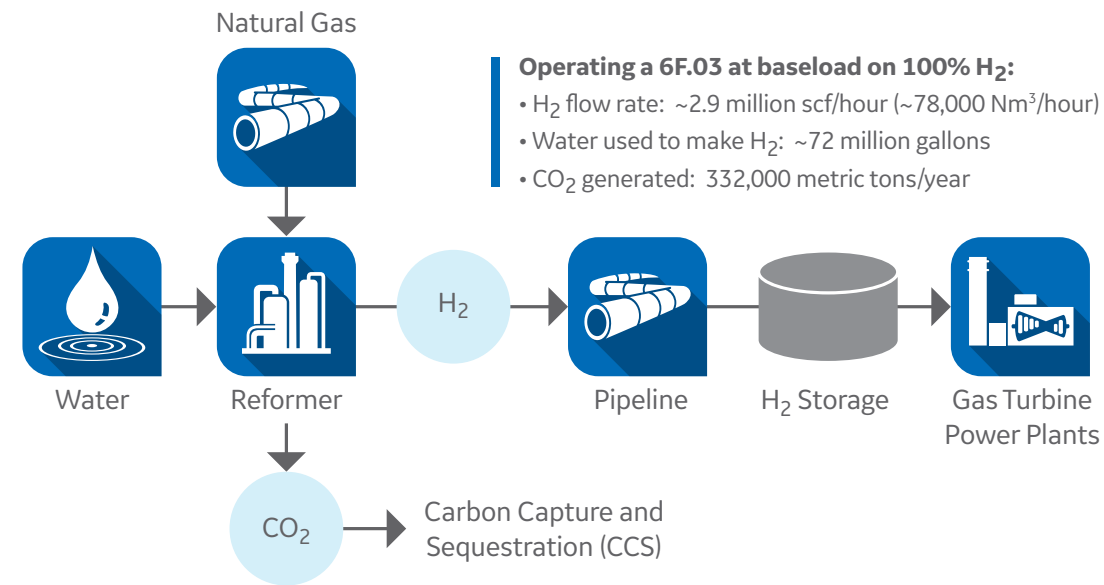 Natural Gas
Operating a 6F.03 at baseload on 100% H₂:
• H₂ flow rate: ~2.9 million scf/hour (~78,000 Nm³/hour)
• Water used to make H₂: ~72 million gallons
• CO₂ generated: 332,000 metric tons/year
H₂
Water
Reformer
Pipeline
H₂ Storage
Gas Turbine
Power Plants
CO₂
Carbon Capture and
Sequestration (CCS)